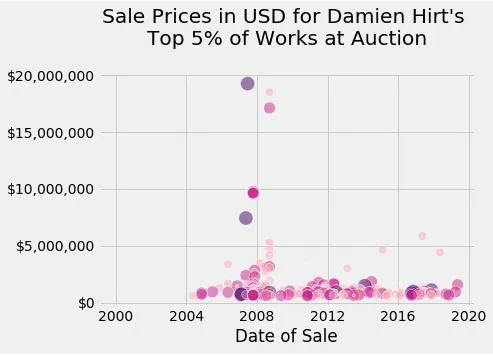 Sale Prices in USD for Damien Hirt's
Top 5% of Works at Auction
$20,000,000
$15,000,000
$10,000,000
$5,000,000
$0
2000 2004 2008 2012 2016 2020
Date of Sale